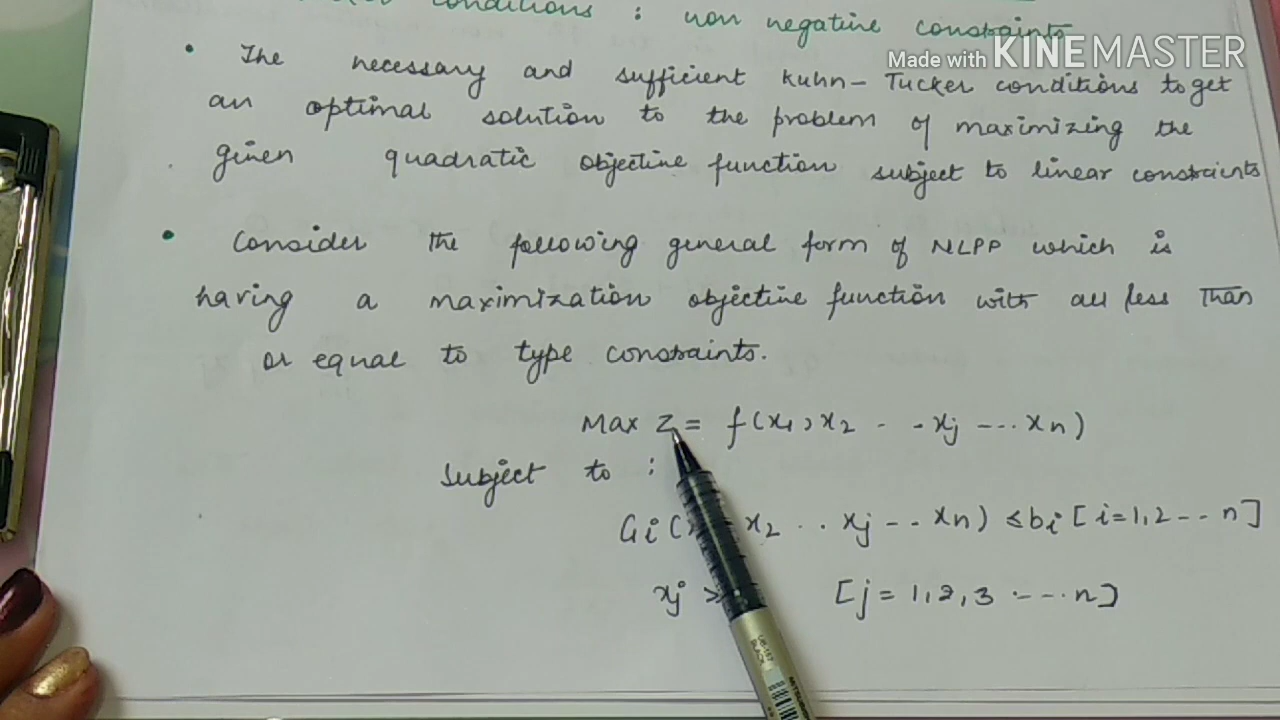 conditions : non negative constraints
Made with KINEMASTER
• The necessary and sufficient Kuhn-Tucker conditions to get
an optimal solution to the problem of maximizing the
given quadratic objective function subject to linear constraints
• Consider the following general form of NLPP which is
having a maximization objective function with all less than
or equal to type constraints.
Max Z = f(x1, x2 . . xj ---.. xn)
Subject to :
Gi( x2 .. xj -- xn) ≤ bi [i=1,2 --- n]
xj ≥ [j = 1,2,3 ----- n]